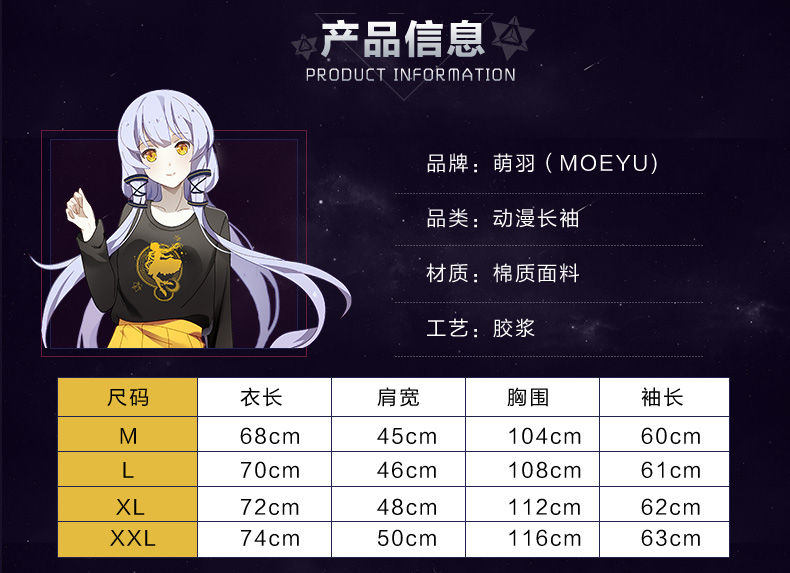 产品信息
PRODUCT INFORMATION
品牌：萌羽（MOEYU）
品类：动漫长袖
材质：棉质面料
工艺：胶浆
尺码 衣长 肩宽 胸围 袖长
M 68cm 45cm 104cm 60cm
L 70cm 46cm 108cm 61cm
XL 72cm 48cm 112cm 62cm
XXL 74cm 50cm 116cm 63cm